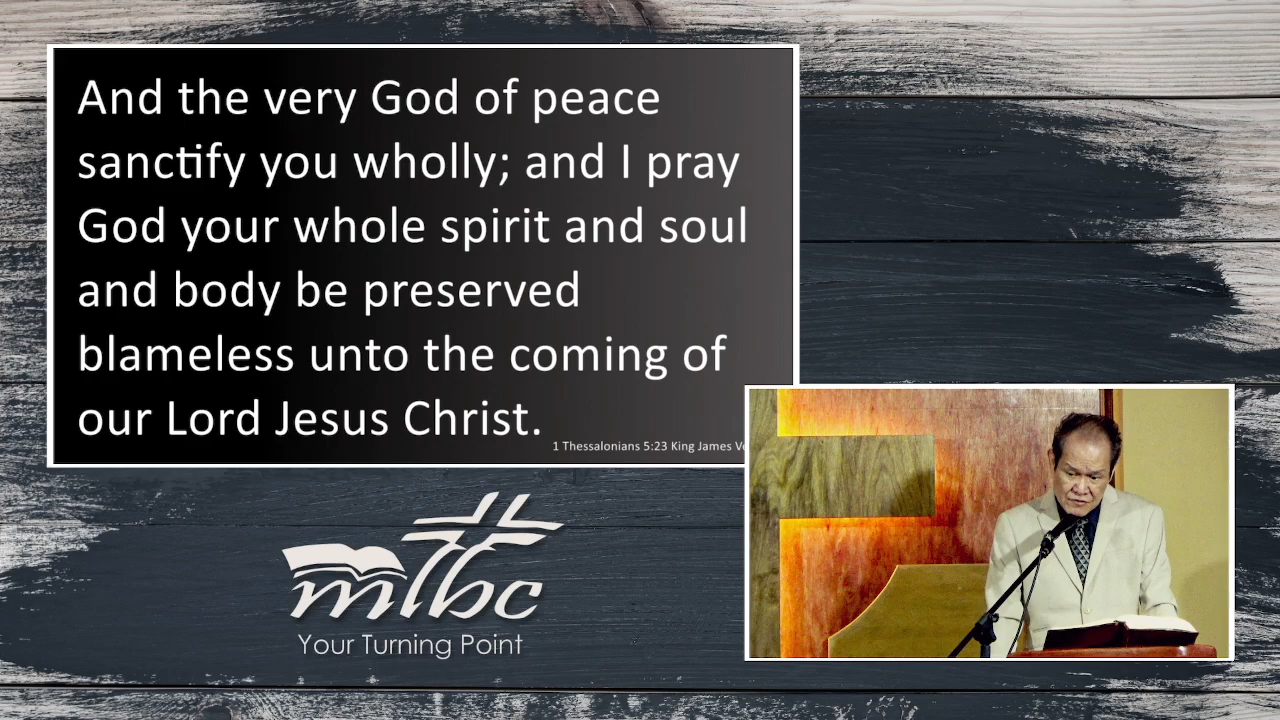 And the very God of peace
sanctify you wholly; and I pray
God your whole spirit and soul
and body be preserved
blameless unto the coming of
our Lord Jesus Christ.
1 Thessalonians 5:23 King James
mtbc
Your Turning Point